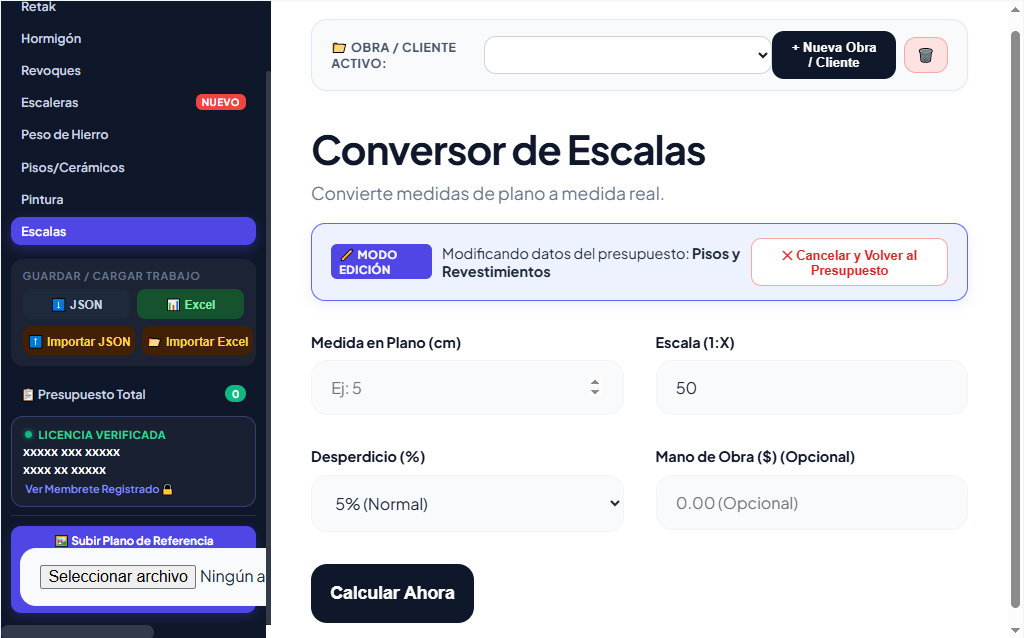 Retak
Hormigón
Revoques
Escaleras NUEVO
Peso de Hierro
Pisos/Cerámicos
Pintura
Escalas
GUARDAR / CARGAR TRABAJO
JSON
Excel
Importar JSON
Importar Excel
Presupuesto Total 0
LICENCIA VERIFICADA
xxxxx xxx xxxxx
xxxx xx xxxxx
Ver Membrete Registrado
Subir Plano de Referencia
Seleccionar archivo Ningún a
OBRA / CLIENTE
ACTIVO:
+ Nueva Obra
/ Cliente
Conversor de Escalas
Convierte medidas de plano a medida real.
MODO
EDICIÓN
Modificando datos del presupuesto: Pisos y
Revestimientos
Cancelar y Volver al
Presupuesto
Medida en Plano (cm)
Ej: 5
Escala (1:X)
50
Desperdicio (%)
5% (Normal)
Mano de Obra ($) (Opcional)
0.00 (Opcional)
Calcular Ahora